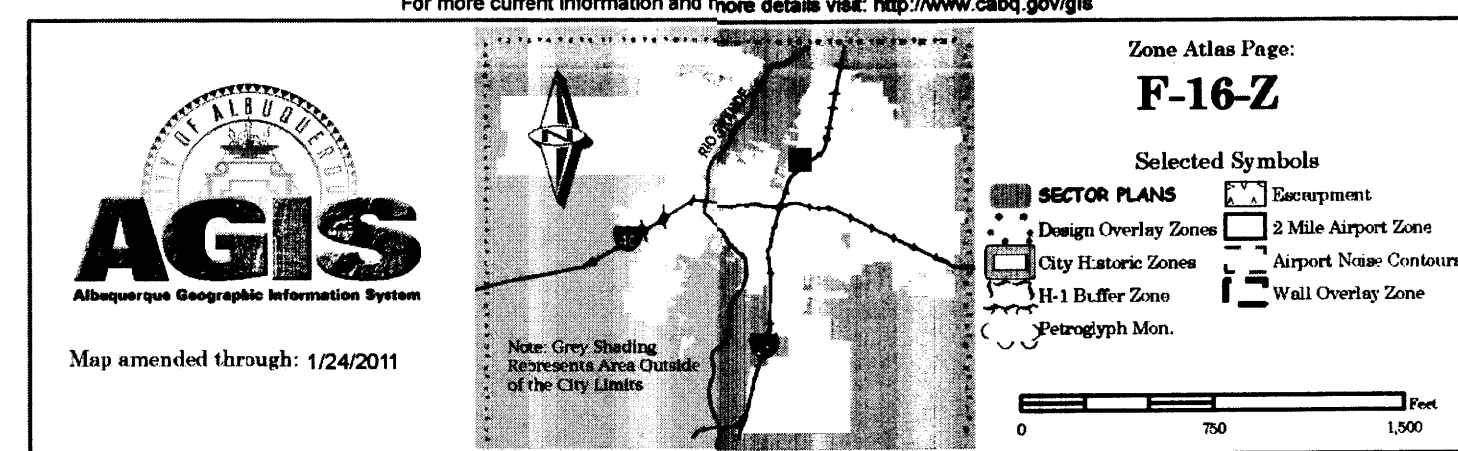 For more current information and more details visit: http://www.cabq.gov/gis
CITY OF ALBUQUERQUE
AGIS
Albuquerque Geographic Information System
Map amended through: 1/24/2011
RIO GRANDE
N
Note: Grey Shading
Represents Area Outside
of the City Limits
Zone Atlas Page:
F-16-Z
Selected Symbols
SECTOR PLANS
Design Overlay Zones
City Historic Zones
H-1 Buffer Zone
Petroglyph Mon.
Escarpment
2 Mile Airport Zone
Airport Noise Contours
Wall Overlay Zone
Feet
0 750 1,500